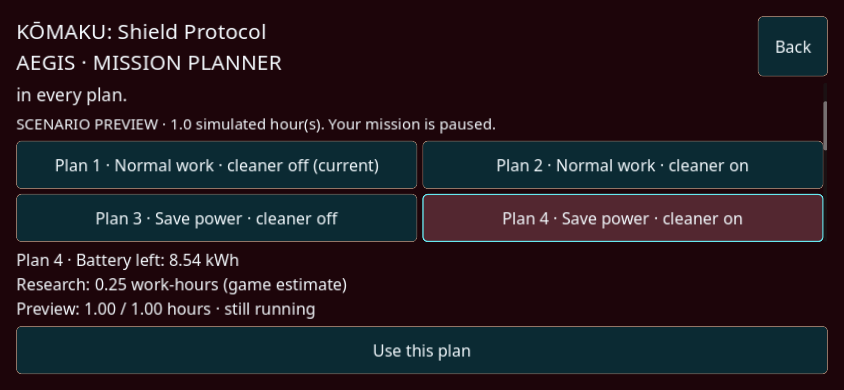 KŌMAKU: Shield Protocol
AEGIS · MISSION PLANNER
Back
in every plan.
SCENARIO PREVIEW · 1.0 simulated hour(s). Your mission is paused.
Plan 1 · Normal work · cleaner off (current)
Plan 2 · Normal work · cleaner on
Plan 3 · Save power · cleaner off
Plan 4 · Save power · cleaner on
Plan 4 · Battery left: 8.54 kWh
Research: 0.25 work-hours (game estimate)
Preview: 1.00 / 1.00 hours · still running
Use this plan